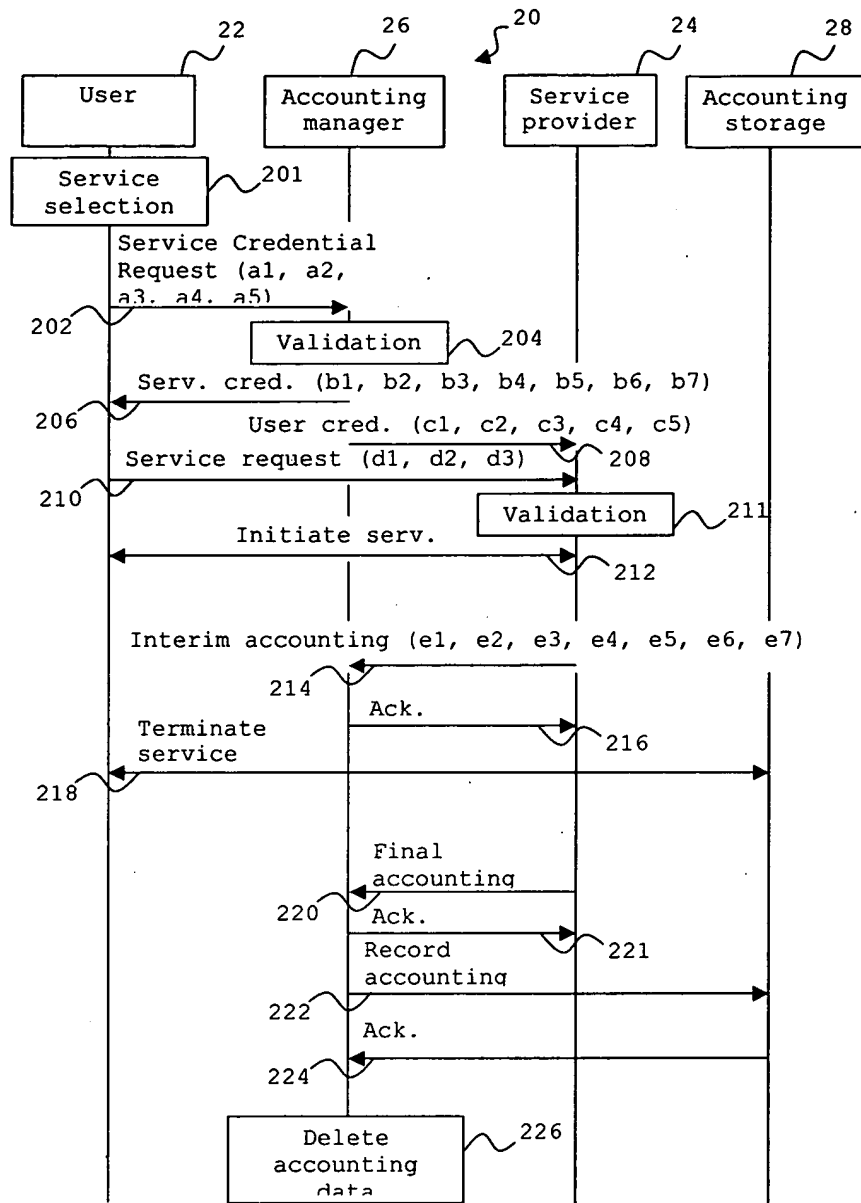 22
26
20
24
28
User
Accounting
manager
Service
provider
Accounting
storage
Service
selection
201
Service Credential
Request (a1, a2,
a3, a4, a5)
202
Validation
204
Serv. cred. (b1, b2, b3, b4, b5, b6, b7)
206
User cred. (c1, c2, c3, c4, c5)
208
Service request (d1, d2, d3)
210
Validation
211
Initiate serv.
212
Interim accounting (e1, e2, e3, e4, e5, e6, e7)
214
Ack.
216
Terminate
service
218
Final
accounting
220
Ack.
221
Record
accounting
222
Ack.
224
Delete
accounting
data
226